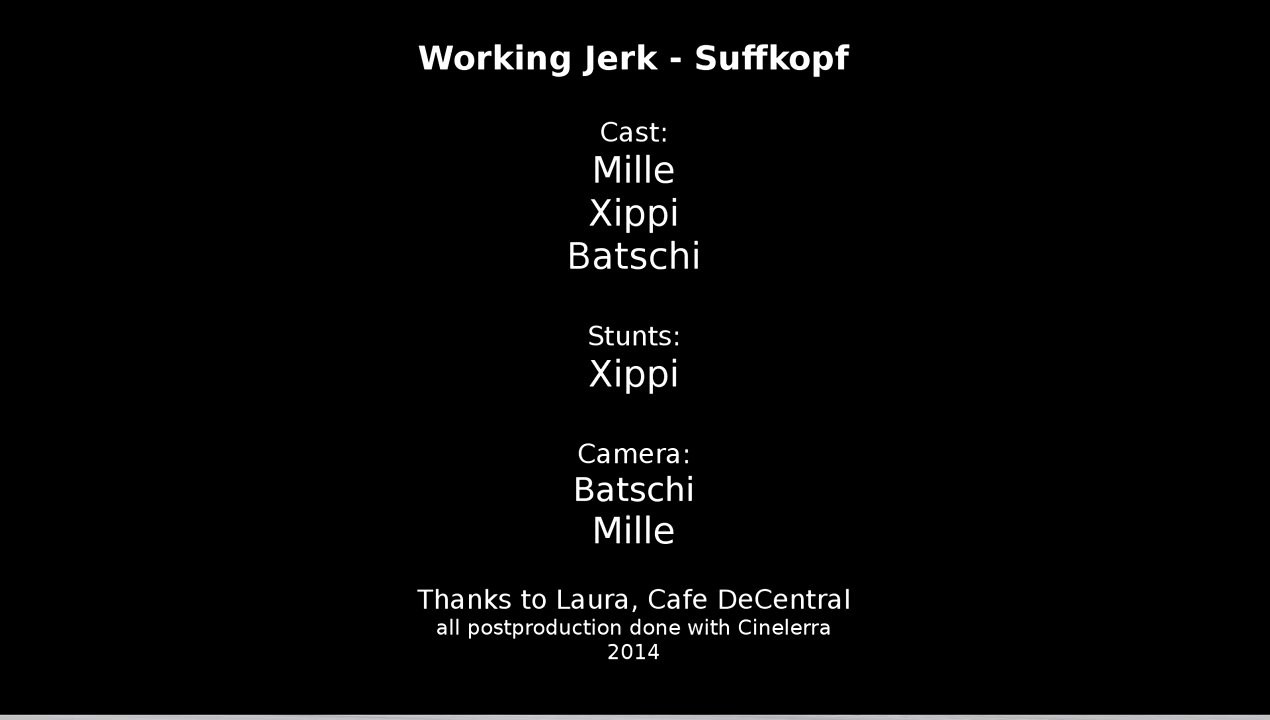 Working Jerk - Suffkopf
Cast:
Mille
Xippi
Batschi
Stunts:
Xippi
Camera:
Batschi
Mille
Thanks to Laura, Cafe DeCentral
all postproduction done with Cinelerra
2014